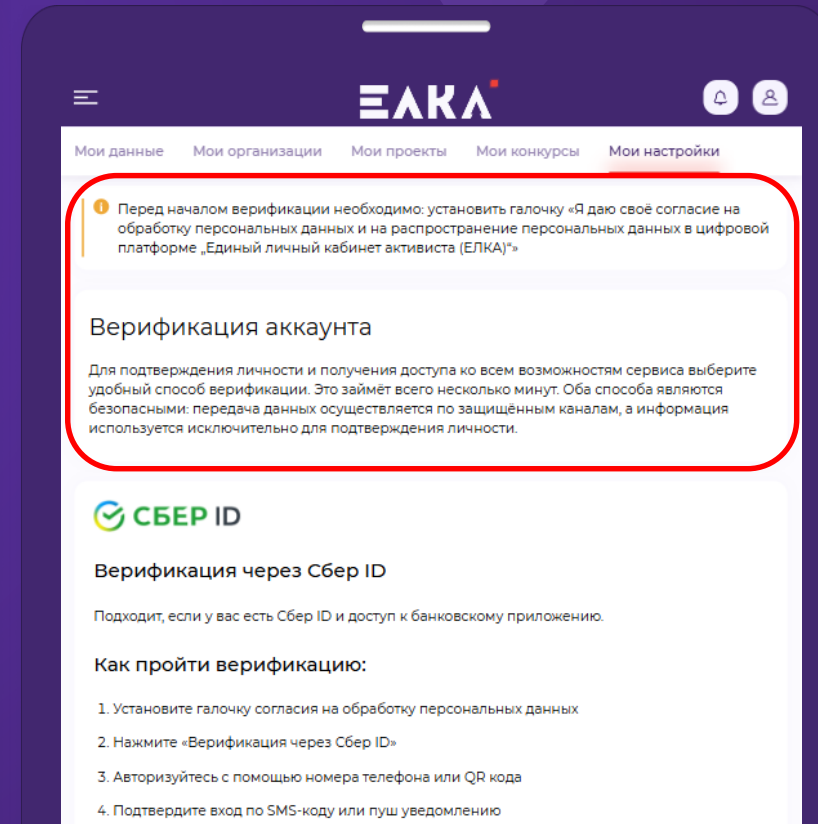 ЕЛКА
Мои данные Мои организации Мои проекты Мои конкурсы Мои настройки
Перед началом верификации необходимо: установить галочку «Я даю своё согласие на
обработку персональных данных и на распространение персональных данных в цифровой
платформе „Единый личный кабинет активиста (ЕЛКА)“»
Верификация аккаунта
Для подтверждения личности и получения доступа ко всем возможностям сервиса выберите
удобный способ верификации. Это займёт всего несколько минут. Оба способа являются
безопасными: передача данных осуществляется по защищённым каналам, а информация
используется исключительно для подтверждения личности.
СБЕР ID
Верификация через Сбер ID
Подходит, если у вас есть Сбер ID и доступ к банковскому приложению.
Как пройти верификацию:
1. Установите галочку согласия на обработку персональных данных
2. Нажмите «Верификация через Сбер ID»
3. Авторизуйтесь с помощью номера телефона или QR кода
4. Подтвердите вход по SMS-коду или пуш уведомлению